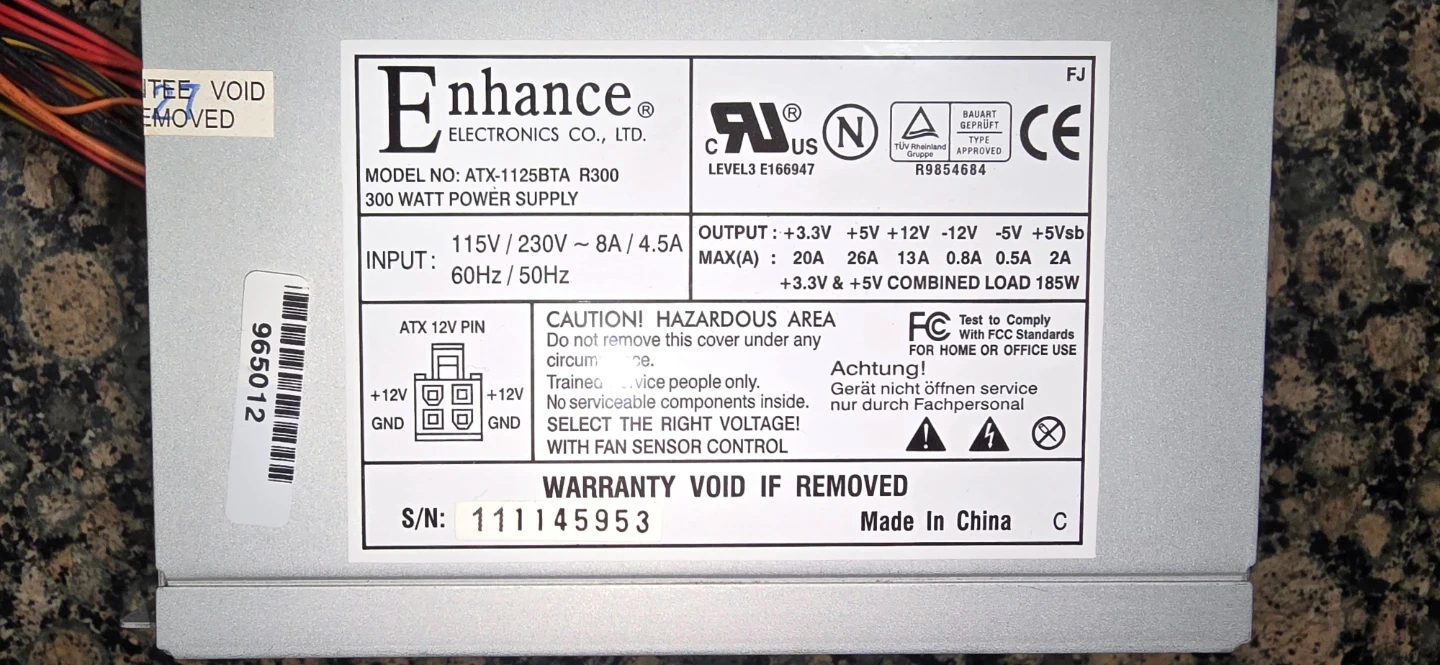 TEE VOID
27
EMOVED
965012
Enhance®
ELECTRONICS CO., LTD.
MODEL NO: ATX-1125BTA R300
300 WATT POWER SUPPLY
FJ
c RU ® US
LEVEL3 E166947
N
TÜV Rheinland
Gruppe
BAUART
GEPRÜFT
TYPE
APPROVED
R9854684
CE
INPUT: 115V / 230V ~ 8A / 4.5A
60Hz / 50Hz
OUTPUT : +3.3V +5V +12V -12V -5V +5Vsb
MAX(A) : 20A 26A 13A 0.8A 0.5A 2A
+3.3V & +5V COMBINED LOAD 185W
ATX 12V PIN
+12V +12V
GND GND
CAUTION! HAZARDOUS AREA
Do not remove this cover under any
Trained people only.
No serviceable components inside.
SELECT THE RIGHT VOLTAGE!
WITH FAN SENSOR CONTROL
FC Test to Comply
With FCC Standards
FOR HOME OR OFFICE USE
Achtung!
Gerät nicht öffnen service
nur durch Fachpersonal
WARRANTY VOID IF REMOVED
S/N: 111145953
Made In China C